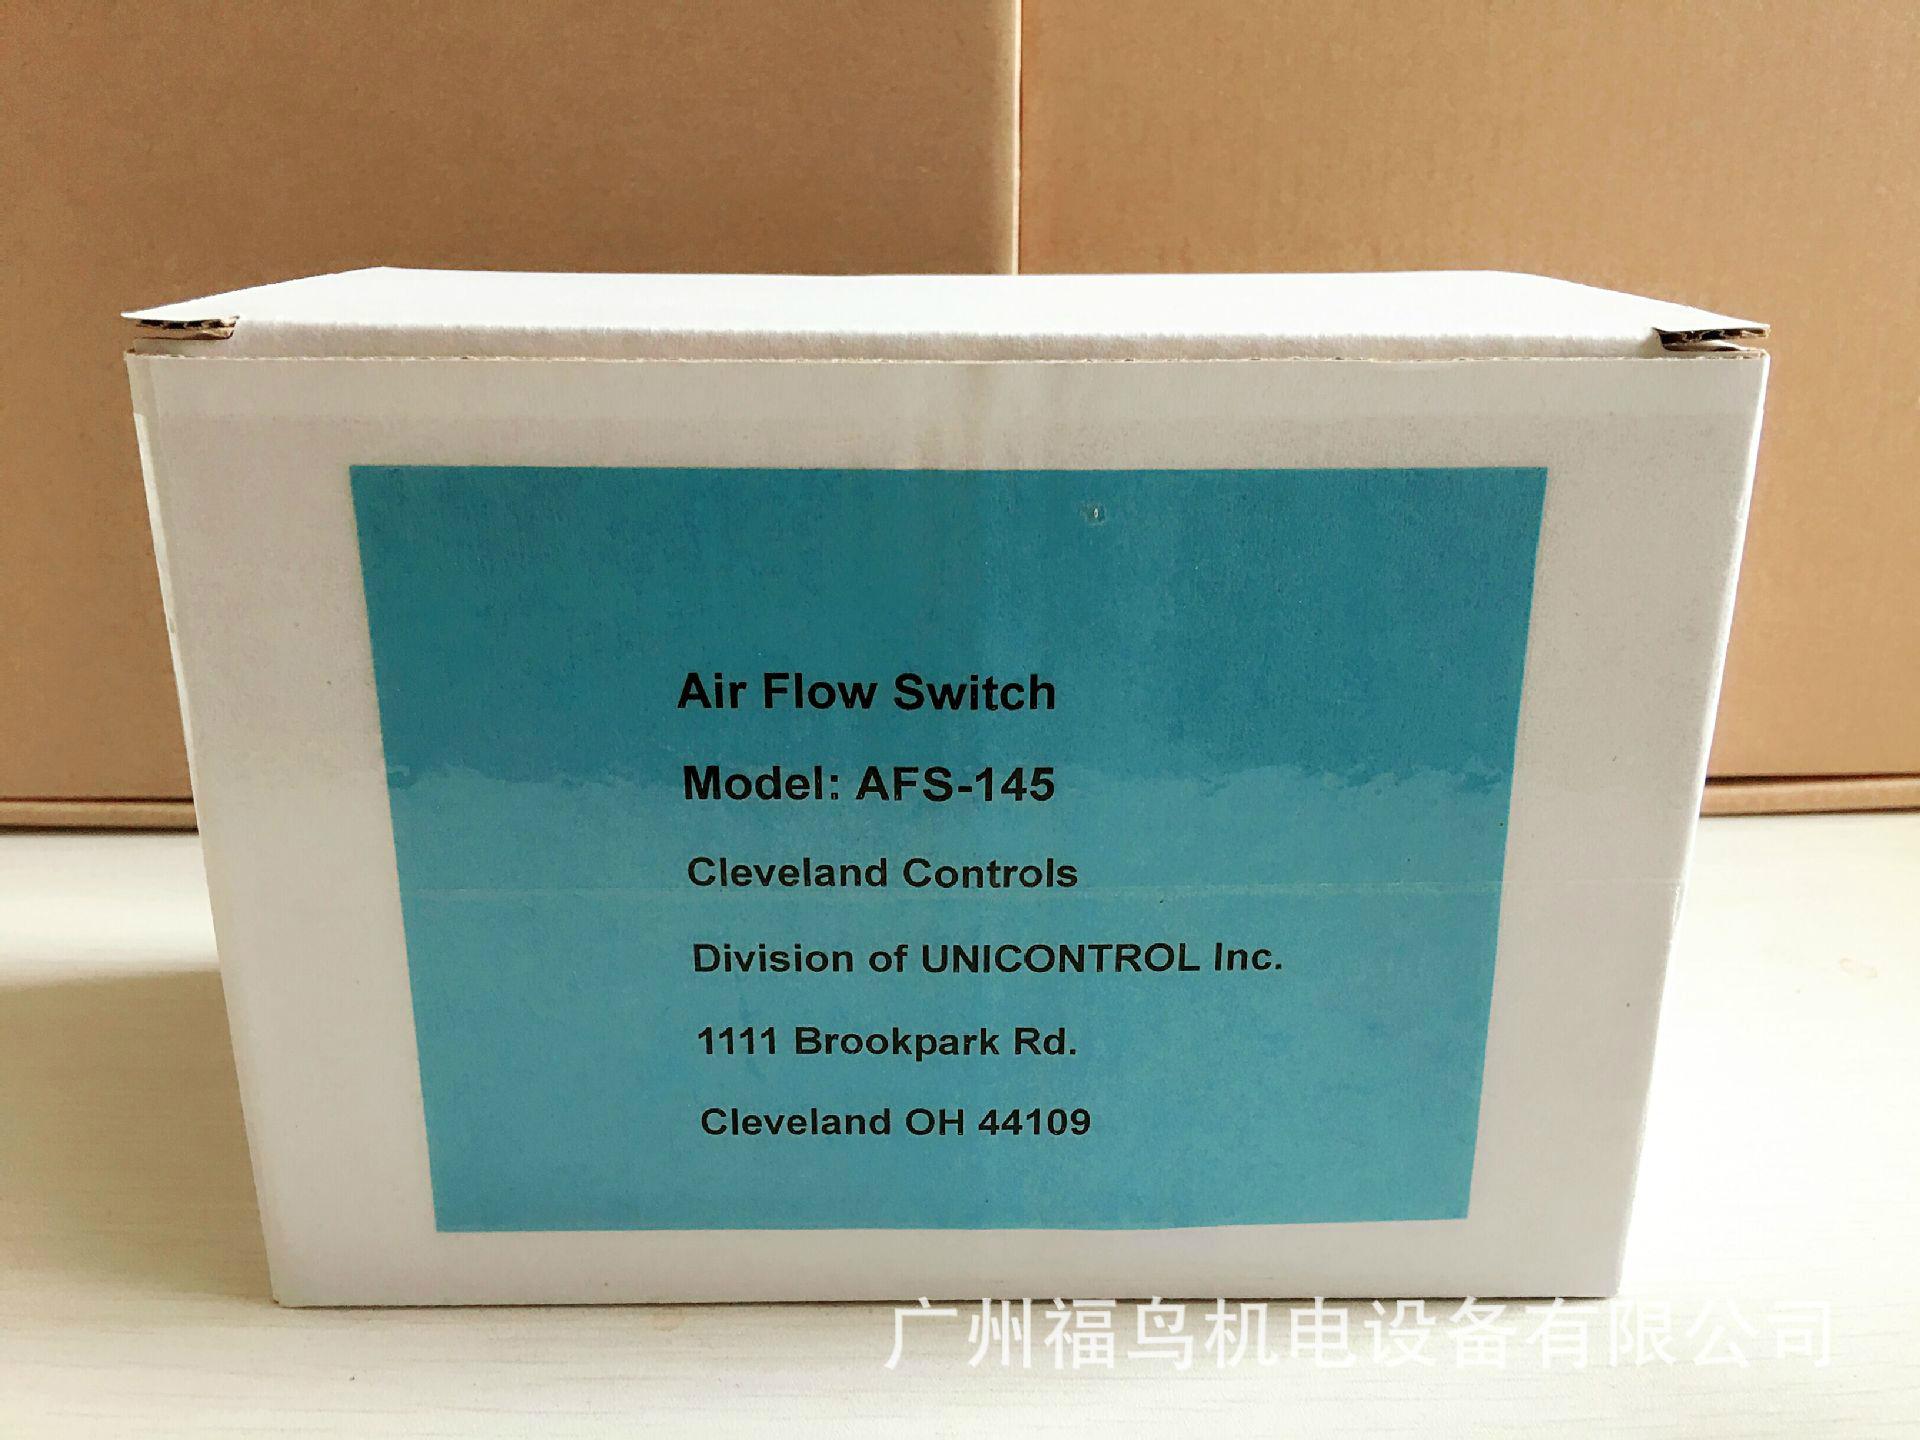 Air Flow Switch
Model: AFS-145
Cleveland Controls
Division of UNICONTROL Inc.
1111 Brookpark Rd.
Cleveland OH 44109
广州福鸟机电设备有限公司